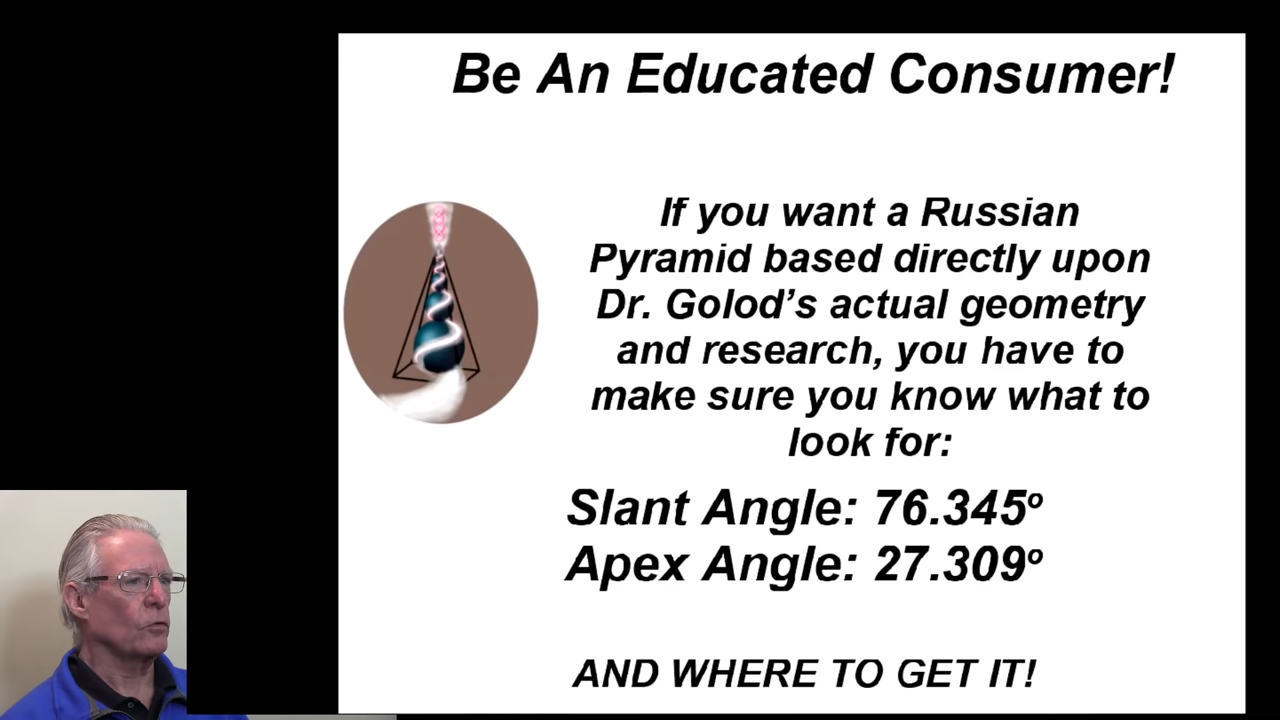 Be An Educated Consumer!
If you want a Russian
Pyramid based directly upon
Dr. Golod’s actual geometry
and research, you have to
make sure you know what to
look for:
Slant Angle: 76.345º
Apex Angle: 27.309º
AND WHERE TO GET IT!